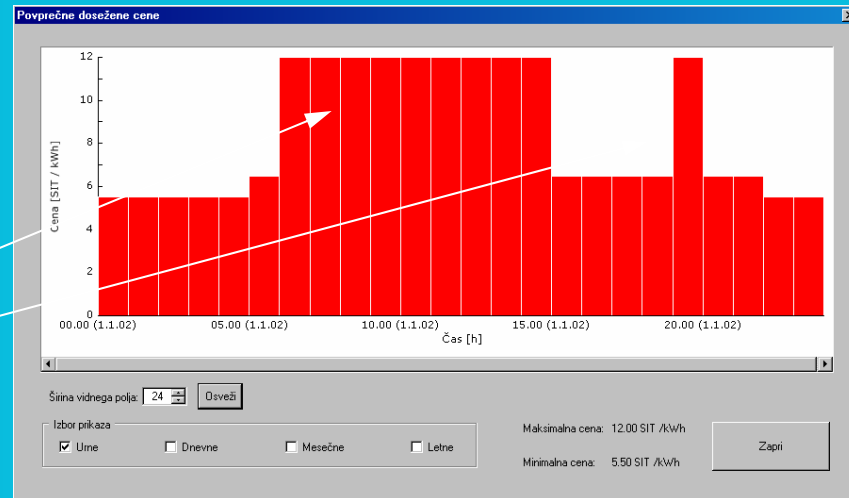 Povprečne dosežene cene
12
10
8
6
4
2
0
Cena [SIT / kWh]
00.00 (1.1.02) 05.00 (1.1.02) 10.00 (1.1.02) 15.00 (1.1.02) 20.00 (1.1.02)
Čas [h]
Širina vidnega polja: 24 Osveži
Izbor prikaza
Urne Dnevne Mesečne Letne
Maksimalna cena: 12.00 SIT /kWh
Minimalna cena: 5.50 SIT /kWh
Zapri